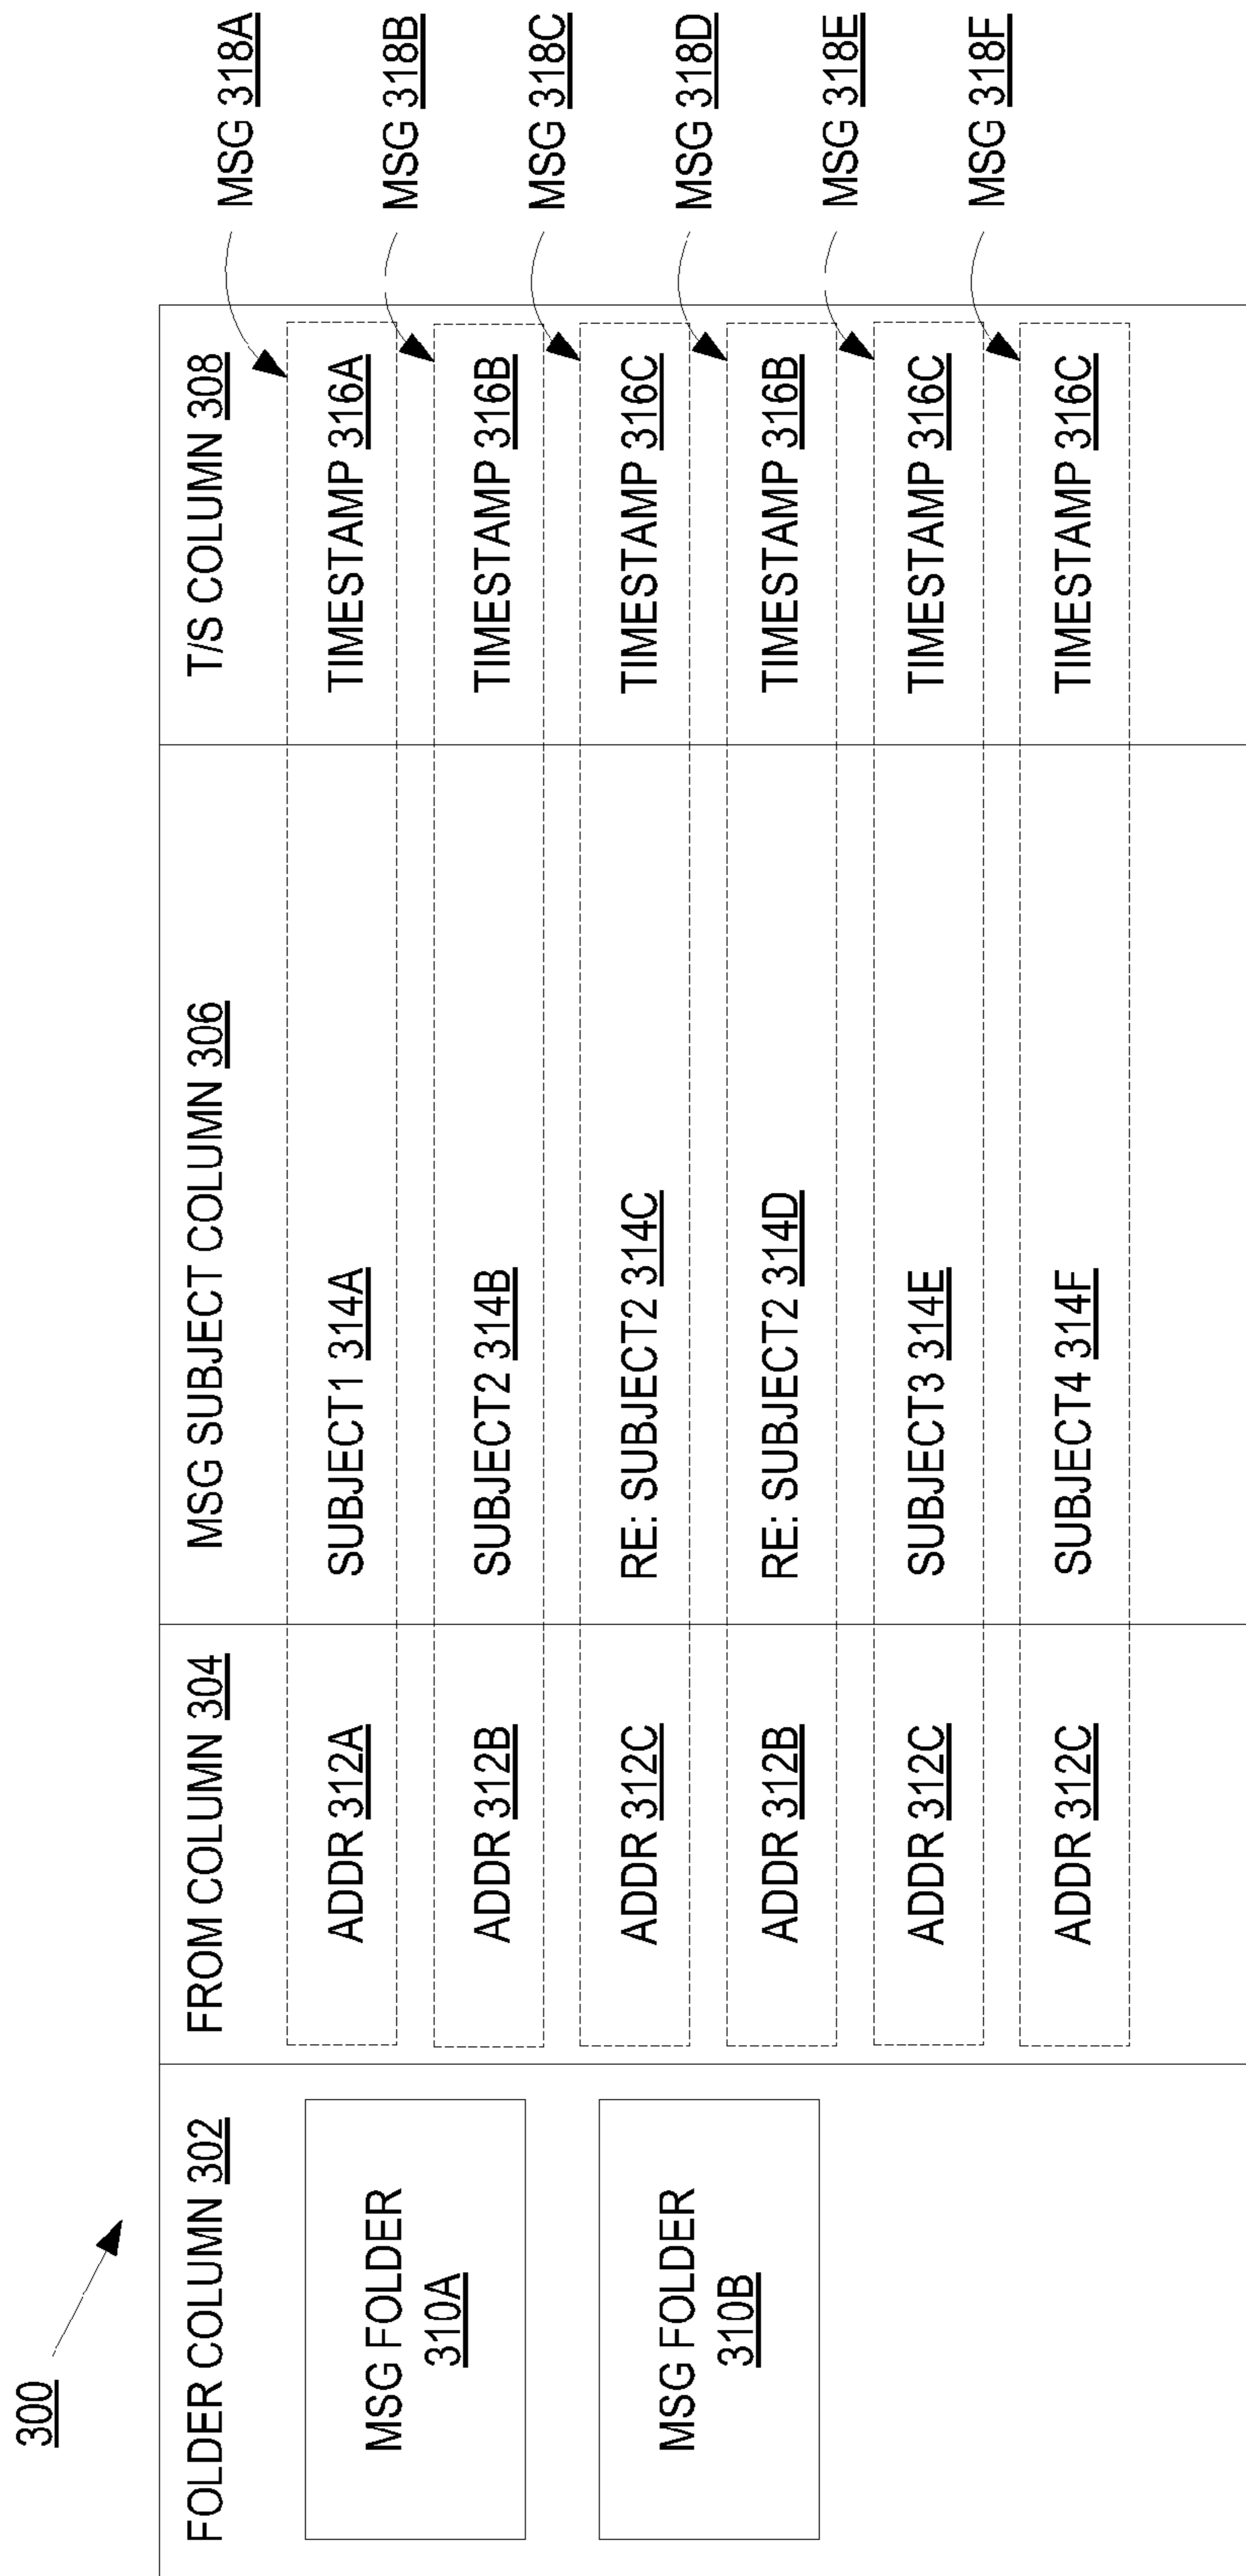 300
FOLDER COLUMN 302
FROM COLUMN 304
MSG SUBJECT COLUMN 306
T/S COLUMN 308
MSG FOLDER
310A
MSG FOLDER
310B
ADDR 312A
SUBJECT1 314A
TIMESTAMP 316A
MSG 318A
ADDR 312B
SUBJECT2 314B
TIMESTAMP 316B
MSG 318B
ADDR 312C
RE: SUBJECT2 314C
TIMESTAMP 316C
MSG 318C
ADDR 312B
RE: SUBJECT2 314D
TIMESTAMP 316B
MSG 318D
ADDR 312C
SUBJECT3 314E
TIMESTAMP 316C
MSG 318E
ADDR 312C
SUBJECT4 314F
TIMESTAMP 316C
MSG 318F